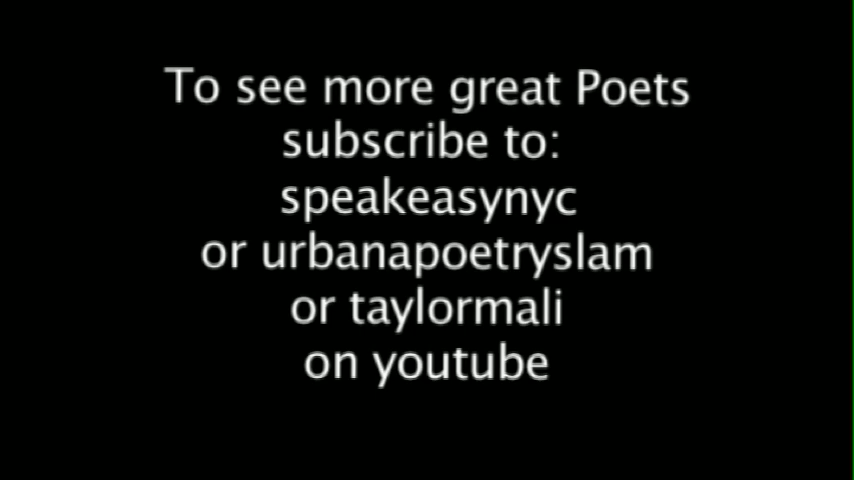 To see more great Poets
subscribe to:
speakeasynyc
or urbanapoetryslam
or taylormali
on youtube